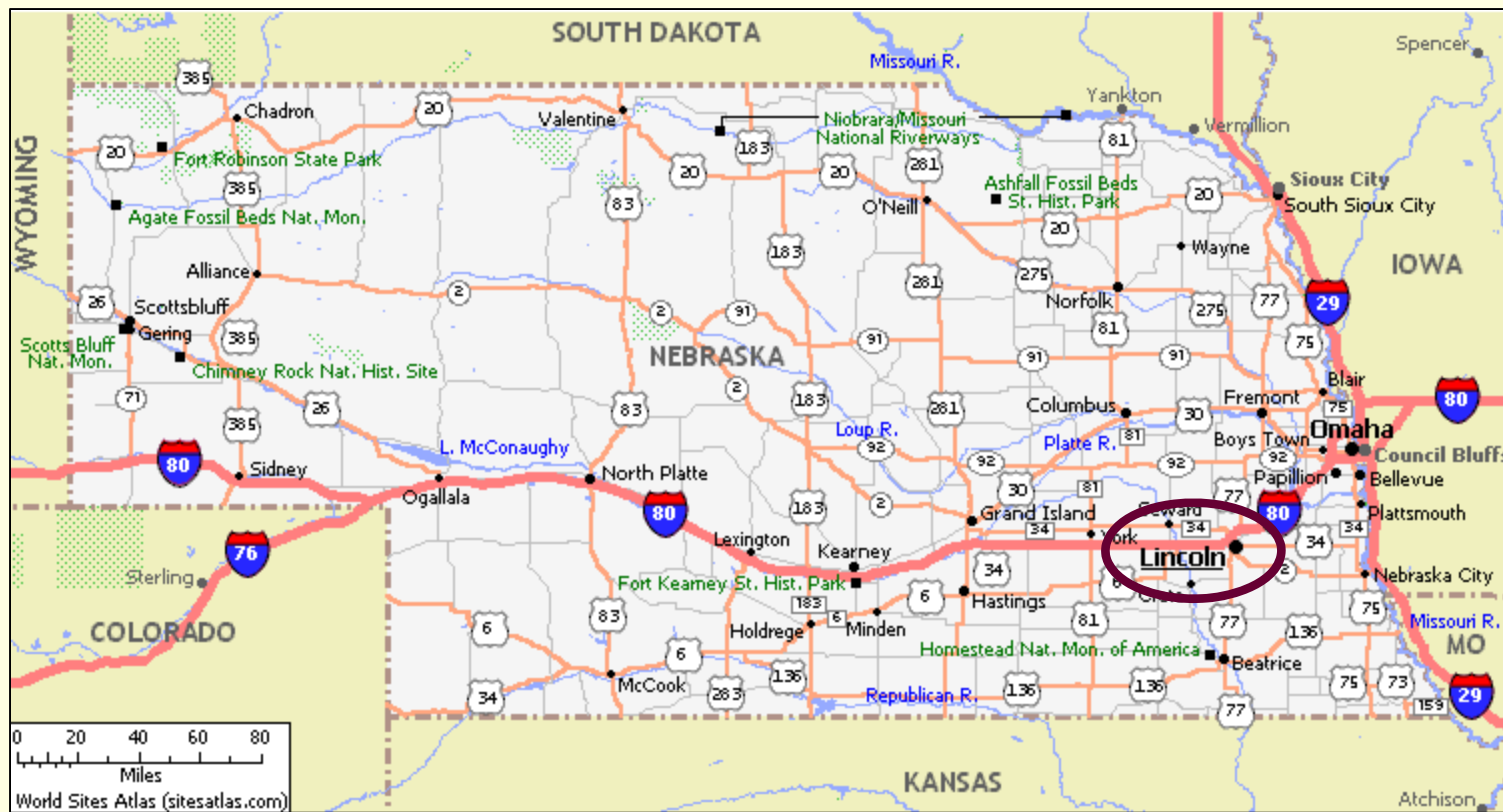 SOUTH DAKOTA
Missouri R.
Spencer
385
Chadron
20
Valentine
Niobrara/Missouri
National Riverways
Yankton
Vermillion
81
183
281
WYOMING
20
Fort Robinson State Park
385
20
20
Ashfall Fossil Beds
St. Hist. Park
20
Sioux City
South Sioux City
Agate Fossil Beds Nat. Mon.
83
O'Neill
20
Wayne
183
IOWA
Alliance
2
281
275
Norfolk
275
77
29
26
Scottsbluff
Gering
2
91
81
Scotts Bluff
Nat. Mon.
385
NEBRASKA
91
91
91
75
Chimney Rock Nat. Hist. Site
2
Blair
71
26
83
183
281
Columbus
30
Fremont
75
80
385
Loup R.
Platte R.
81
Boys Town
Omaha
L. McConaughy
92
92
92
92
Council Bluffs
80
Sidney
North Platte
Papillion
Bellevue
Ogallala
30
81
77
80
183
2
Plattsmouth
80
Grand Island
34
Seward
34
34
76
Lexington
Kearney
York
Lincoln
34
Sterling
Fort Kearney St. Hist. Park
34
6
Crete
2
Nebraska City
6
Hastings
COLORADO
6
83
183
6
Minden
81
77
75
Missouri R.
Holdrege
136
MO
6
Homestead Nat. Mon. of America
Beatrice
McCook
136
34
283
Republican R.
136
136
75
73
29
77
159
0 20 40 60 80
Miles
World Sites Atlas (sitesatlas.com)
KANSAS
Atchison